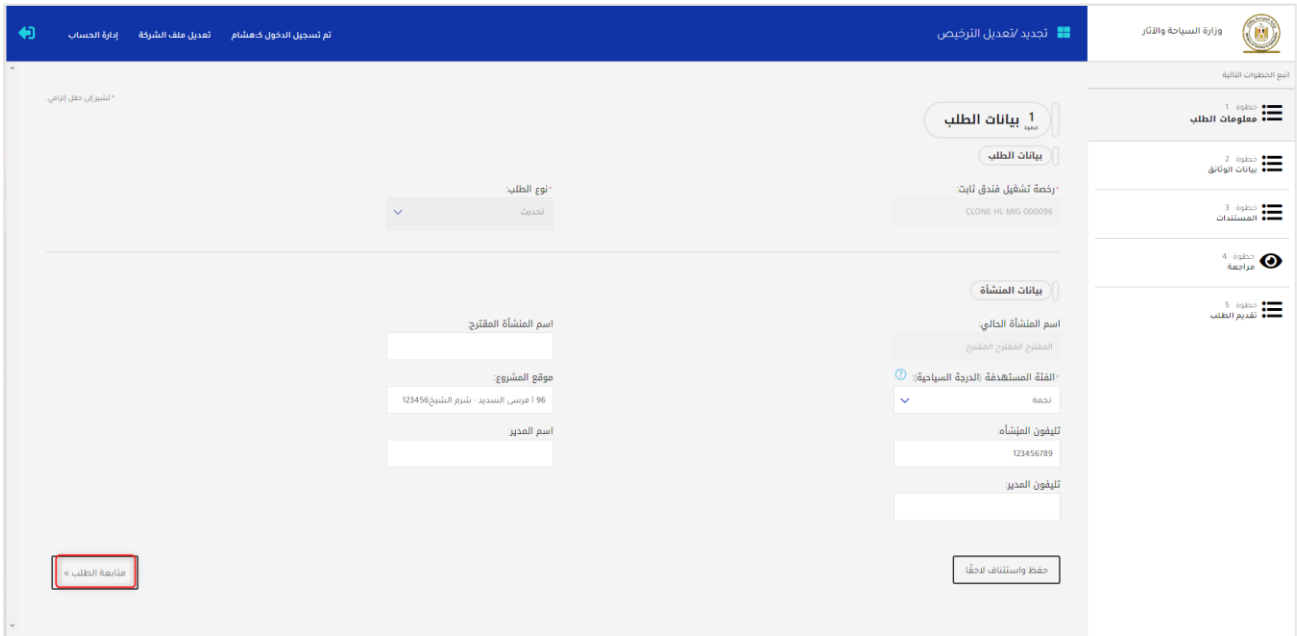 وزارة السياحة والآثار
تجديد /تعديل الترخيص
تم تسجيل الدخول كـ:هشام
تعديل ملف الشركة
إدارة الحساب
اتبع الخطوات التالية
خطوة 1
معلومات الطلب
خطوة 2
بيانات الوثائق
خطوة 3
المستندات
خطوة 4
مراجعة
خطوة 5
تقديم الطلب
* تشير إلى حقل إلزامي.
1 خطوة بيانات الطلب
بيانات الطلب
*رخصة تشغيل فندق ثابت:
CLONE-HL-MIG-000096
*نوع الطلب:
تحديث
بيانات المنشأة
اسم المنشأة الحالي:
المقترح المقترح المقترح
اسم المنشأة المقترح:
*الفئة المستهدفة (الدرجة السياحية):
نجمة
موقع المشروع:
96 أ مرسى السديد - شرم الشيخ123456
تليفون المنشأه:
123456789
اسم المدير:
تليفون المدير:
حفظ واستئناف لاحقًا
متابعة الطلب »